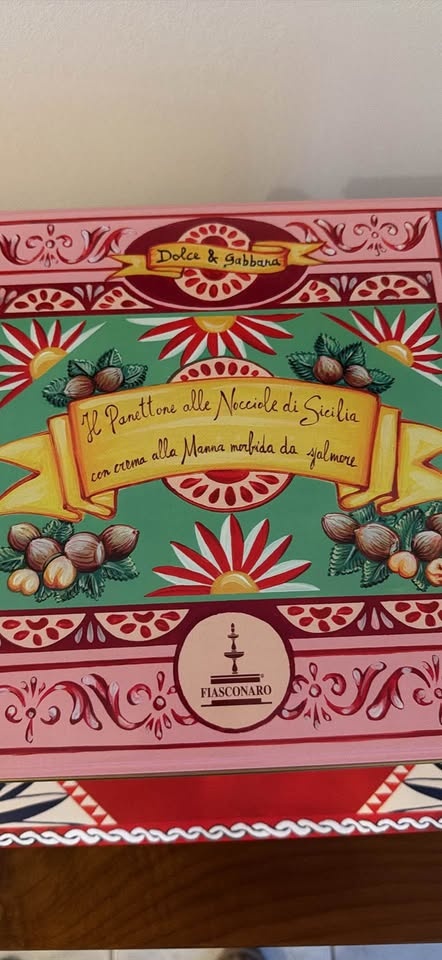 Dolce & Gabbana
Il Panettone alle Nocciole di Sicilia
con crema alla Manna morbida da spalmare
FIASCONARO